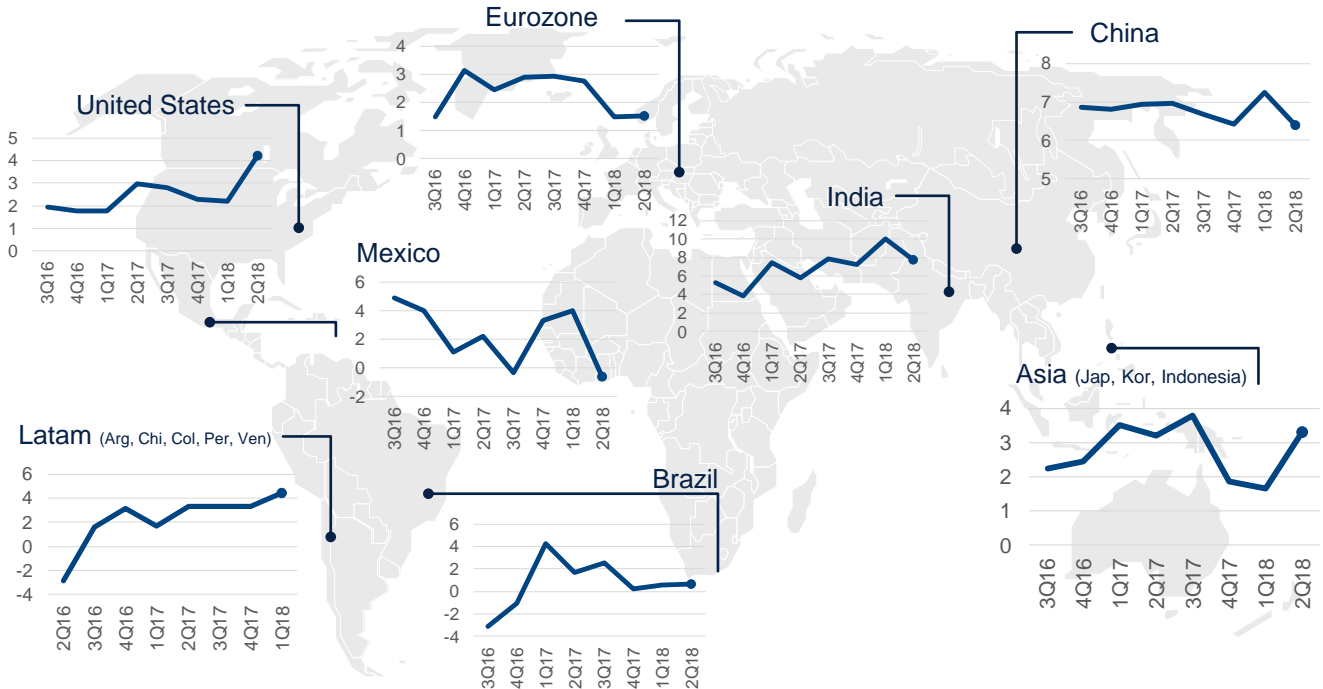 Eurozone
4
3
2
1
0
3Q16
4Q16
1Q17
2Q17
3Q17
4Q17
1Q18
2Q18
China
8
7
6
5
3Q16
4Q16
1Q17
2Q17
3Q17
4Q17
1Q18
2Q18
United States
5
4
3
2
1
0
3Q16
4Q16
1Q17
2Q17
3Q17
4Q17
1Q18
2Q18
India
12
10
8
6
4
2
0
3Q16
4Q16
1Q17
2Q17
3Q17
4Q17
1Q18
2Q18
Mexico
6
4
2
0
-2
3Q16
4Q16
1Q17
2Q17
3Q17
4Q17
1Q18
2Q18
Asia (Jap, Kor, Indonesia)
4
3
2
1
0
3Q16
4Q16
1Q17
2Q17
3Q17
4Q17
1Q18
2Q18
Latam (Arg, Chi, Col, Per, Ven)
6
4
2
0
-2
-4
2Q16
3Q16
4Q16
1Q17
2Q17
3Q17
4Q17
1Q18
Brazil
6
4
2
0
-2
-4
3Q16
4Q16
1Q17
2Q17
3Q17
4Q17
1Q18
2Q18